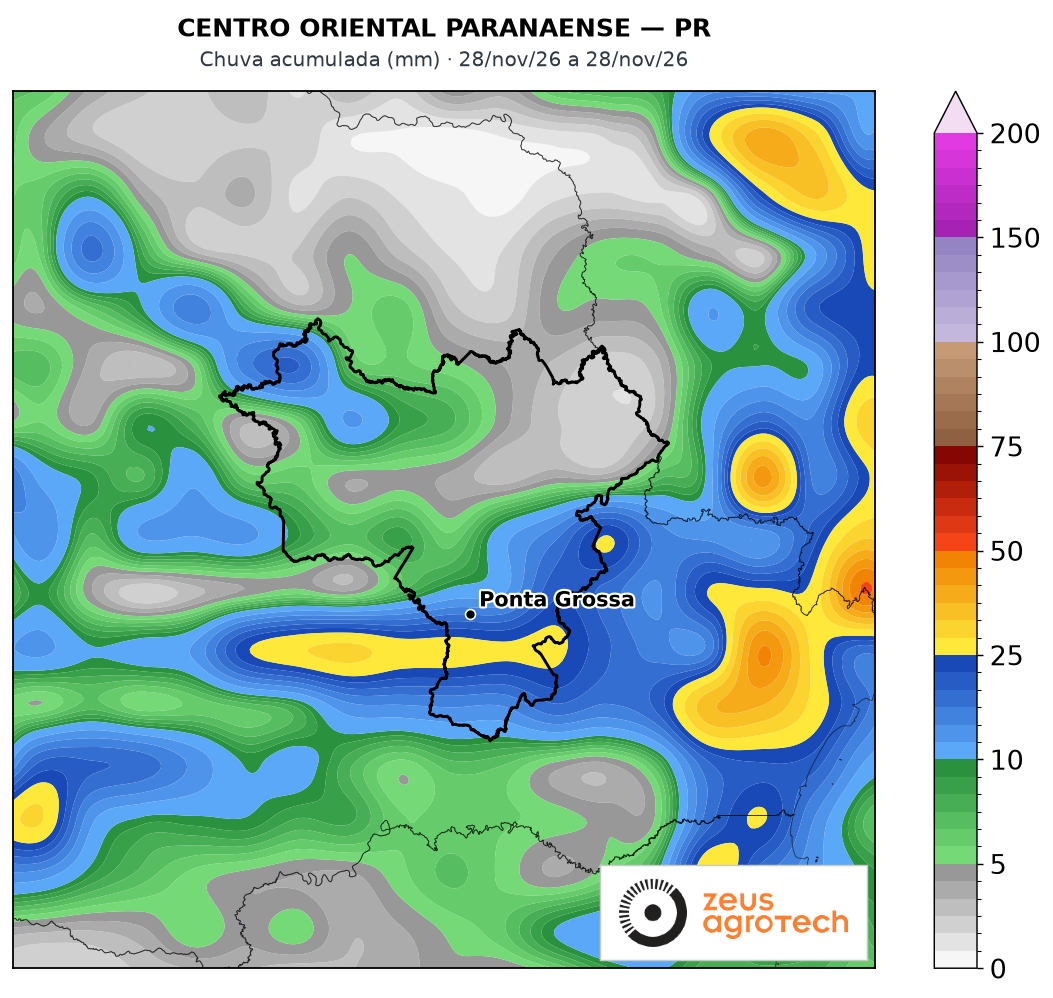 CENTRO ORIENTAL PARANAENSE — PR
Chuva acumulada (mm) · 28/nov/26 a 28/nov/26
200
150
100
75
50
25
10
5
0
Ponta Grossa
zeus
agrotech